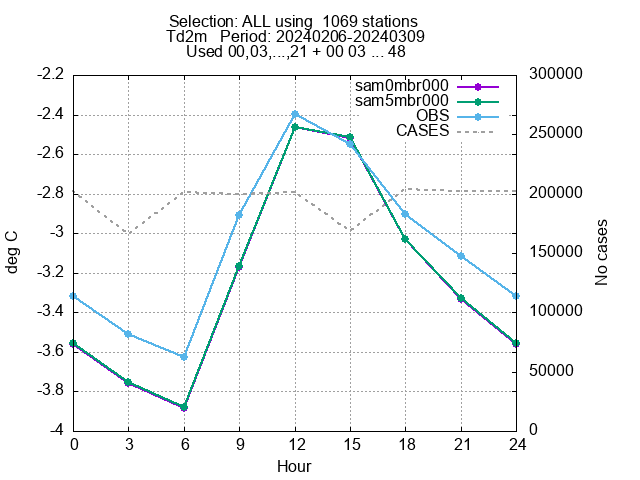 Selection: ALL using  1069 stations
Td2m   Period: 20240206-20240309
Used 00,03,...,21 + 00 03 ... 48
sam0mbr000
sam5mbr000
OBS
CASES
-2.2
-2.4
-2.6
-2.8
-3
-3.2
-3.4
-3.6
-3.8
-4
deg C
300000
250000
200000
150000
100000
50000
0
No cases
0 3 6 9 12 15 18 21 24
Hour